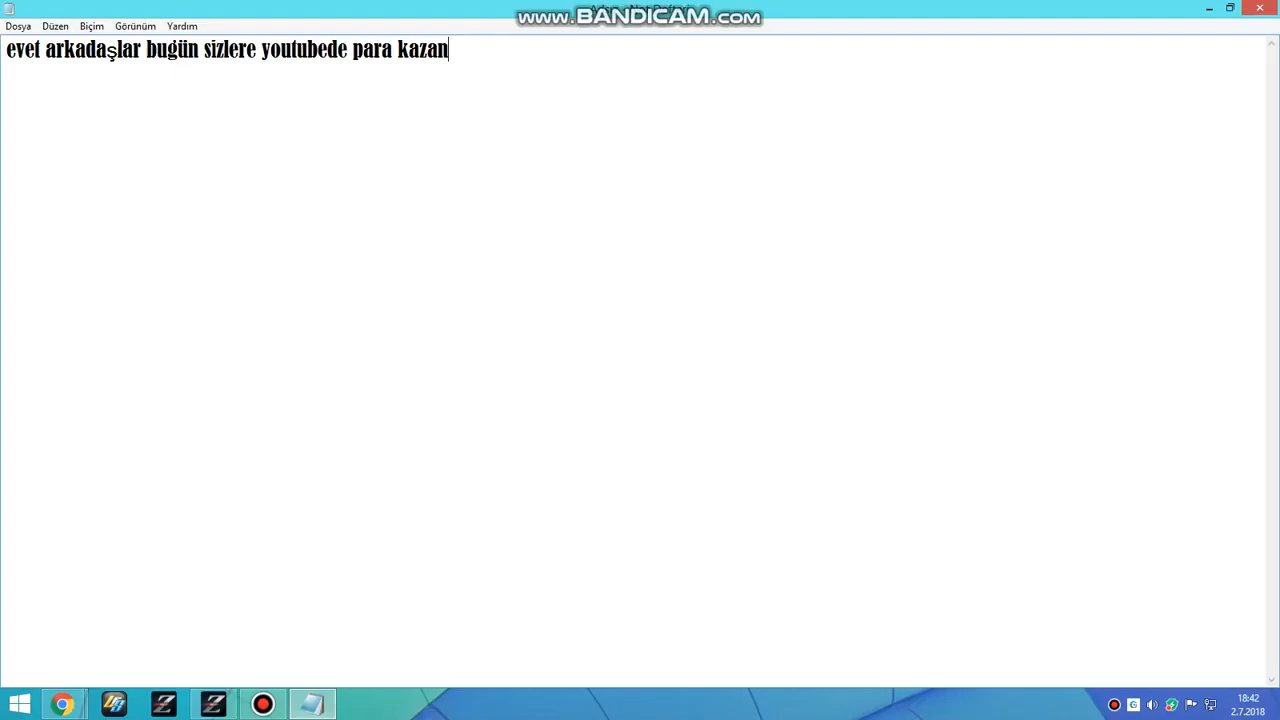 www.BANDICAM.com
Dosya Düzen Biçim Görünüm Yardım
evet arkadaşlar bugün sizlere youtubede para kazan
18:42
2.7.2018